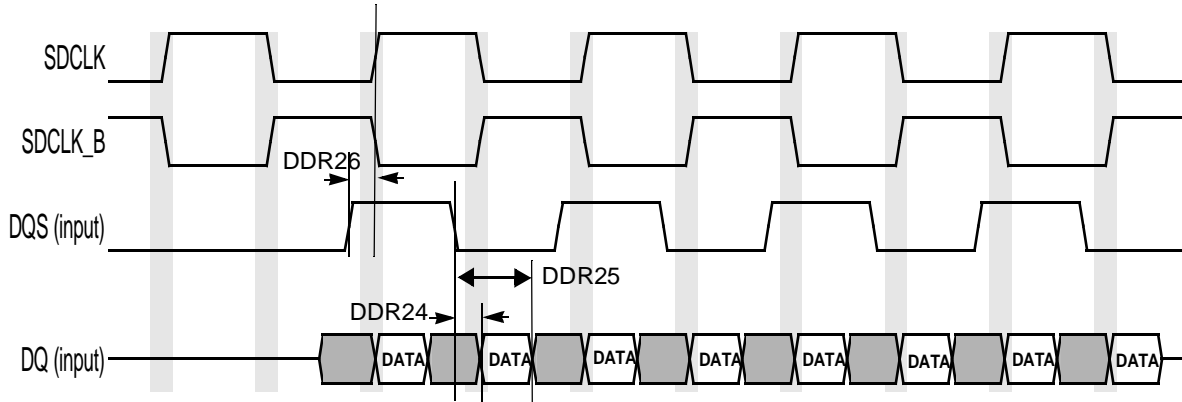 SDCLK
SDCLK_B
DDR26
DQS (input)
DDR25
DDR24
DQ (input) DATA DATA DATA DATA DATA DATA DATA DATA